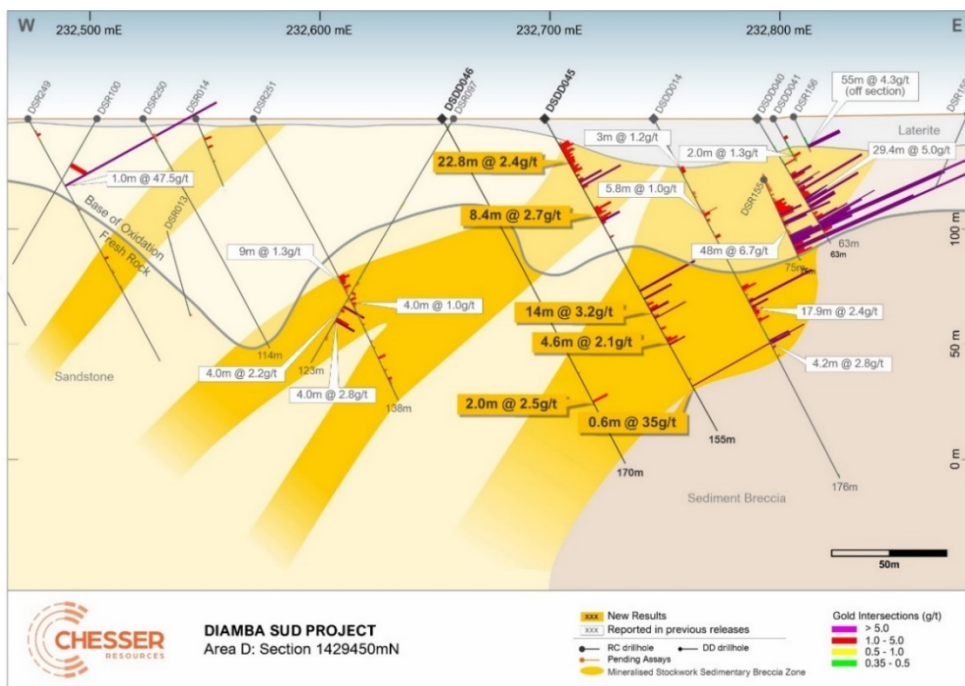 W
E
232,500 mE
232,600 mE
232,700 mE
232,800 mE
DSR249
DSR100
DSR250
DSR014
DSR251
DSDD046
DSR097
DSDD045
DSDD014
DSDD040
DSDD041
DSR156
55m @ 4.3g/t
(off section)
Laterite
3m @ 1.2g/t
2.0m @ 1.3g/t
29.4m @ 5.0g/t
22.8m @ 2.4g/t
1.0m @ 47.5g/t
5.8m @ 1.0g/t
DSR155
DSR013
8.4m @ 2.7g/t
Base of Oxidation
Fresh Rock
100 m
48m @ 6.7g/t
63m
63m
75m
9m @ 1.3g/t
4.0m @ 1.0g/t
14m @ 3.2g/t
17.9m @ 2.4g/t
4.6m @ 2.1g/t
50 m
114m
123m
4.2m @ 2.8g/t
Sandstone
4.0m @ 2.2g/t
4.0m @ 2.8g/t
138m
2.0m @ 2.5g/t
0.6m @ 35g/t
155m
170m
0 m
176m
Sediment Breccia
50m
CHESSER
RESOURCES
DIAMBA SUD PROJECT
Area D: Section 1429450mN
XXX New Results
XXX Reported in previous releases
RC drillhole
DD drillhole
Pending Assays
Mineralised Stockwork Sedimentary Breccia Zone
Gold Intersections (g/t)
> 5.0
1.0 - 5.0
0.5 - 1.0
0.35 - 0.5